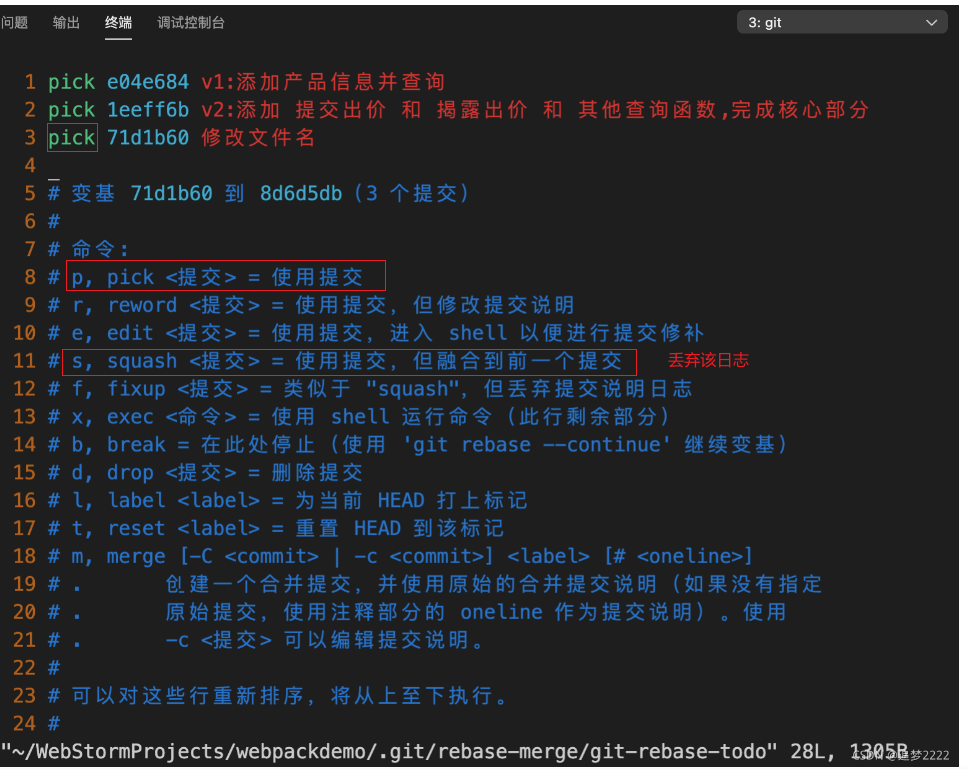 问题 输出 终端 调试控制台 3: git
1 pick e04e684 v1:添加产品信息并查询
2 pick 1eeff6b v2:添加 提交出价 和 揭露出价 和 其他查询函数,完成核心部分
3 pick 71d1b60 修改文件名
4
5 # 变基 71d1b60 到 8d6d5db（3 个提交）
6 #
7 # 命令:
8 # p, pick <提交> = 使用提交
9 # r, reword <提交> = 使用提交，但修改提交说明
10 # e, edit <提交> = 使用提交，进入 shell 以便进行提交修补
11 # s, squash <提交> = 使用提交，但融合到前一个提交 丢弃该日志
12 # f, fixup <提交> = 类似于 "squash"，但丢弃提交说明日志
13 # x, exec <命令> = 使用 shell 运行命令（此行剩余部分）
14 # b, break = 在此处停止（使用 'git rebase --continue' 继续变基）
15 # d, drop <提交> = 删除提交
16 # l, label <label> = 为当前 HEAD 打上标记
17 # t, reset <label> = 重置 HEAD 到该标记
18 # m, merge [-C <commit> | -c <commit>] <label> [# <oneline>]
19 # .       创建一个合并提交，并使用原始的合并提交说明（如果没有指定
20 # .       原始提交，使用注释部分的 oneline 作为提交说明）。使用
21 # .       -c <提交> 可以编辑提交说明。
22 #
23 # 可以对这些行重新排序，将从上至下执行。
24 #
"~/WebStormProjects/webpackdemo/.git/rebase-merge/git-rebase-todo" 28L, 1305B